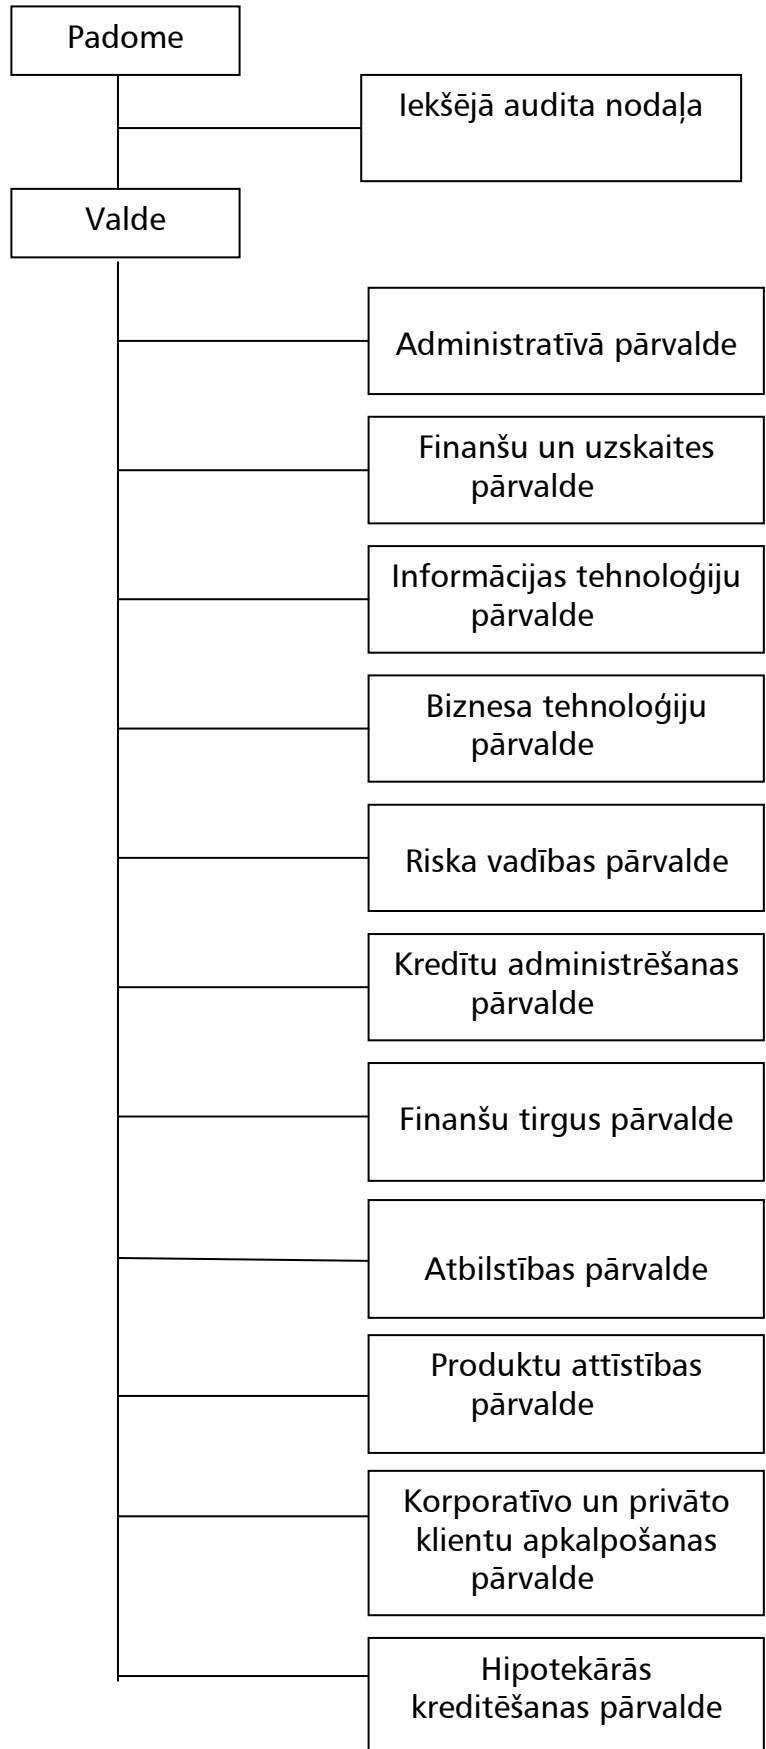 Padome
Iekšējā audita nodaļa
Valde
Administratīvā pārvalde
Finanšu un uzskaites
pārvalde
Informācijas tehnoloģiju
pārvalde
Biznesa tehnoloģiju
pārvalde
Riska vadības pārvalde
Kredītu administrēšanas
pārvalde
Finanšu tirgus pārvalde
Atbilstības pārvalde
Produktu attīstības
pārvalde
Korporatīvo un privāto
klientu apkalpošanas
pārvalde
Hipotekārās
kreditēšanas pārvalde